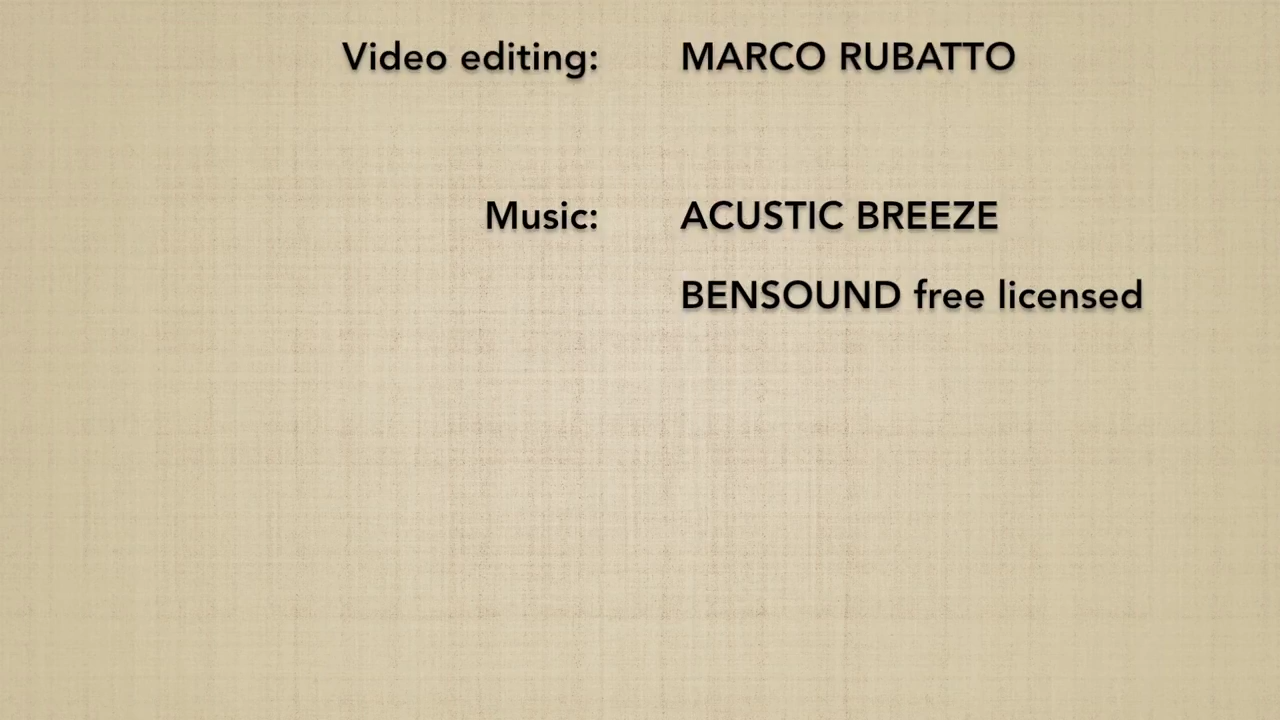 Video editing: MARCO RUBATTO
Music: ACUSTIC BREEZE
BENSOUND free licensed